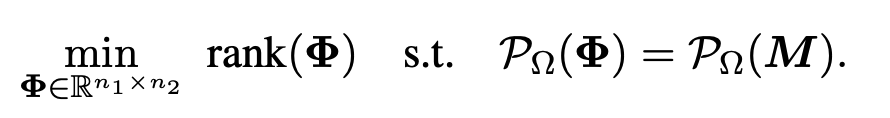 min rank(𝚽) s.t. 𝒫_Ω(𝚽) = 𝒫_Ω(𝑴).
𝚽∈ℝ^{n₁×n₂}